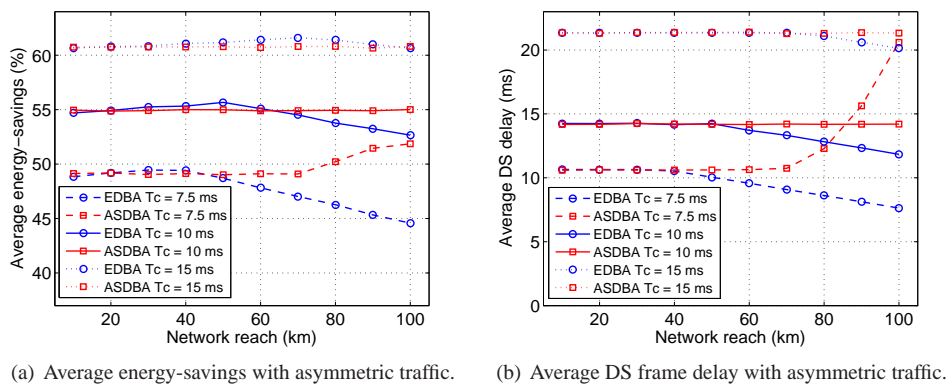 Average energy−savings (%)
60
55
50
45
40
EDBA Tc = 7.5 ms
ASDBA Tc = 7.5 ms
EDBA Tc = 10 ms
ASDBA Tc = 10 ms
EDBA Tc = 15 ms
ASDBA Tc = 15 ms
20 40 60 80 100
Network reach (km)
(a) Average energy-savings with asymmetric traffic.
Average DS delay (ms)
20
15
10
5
0
EDBA Tc = 7.5 ms
ASDBA Tc = 7.5 ms
EDBA Tc = 10 ms
ASDBA Tc = 10 ms
EDBA Tc = 15 ms
ASDBA Tc = 15 ms
20 40 60 80 100
Network reach (km)
(b) Average DS frame delay with asymmetric traffic.